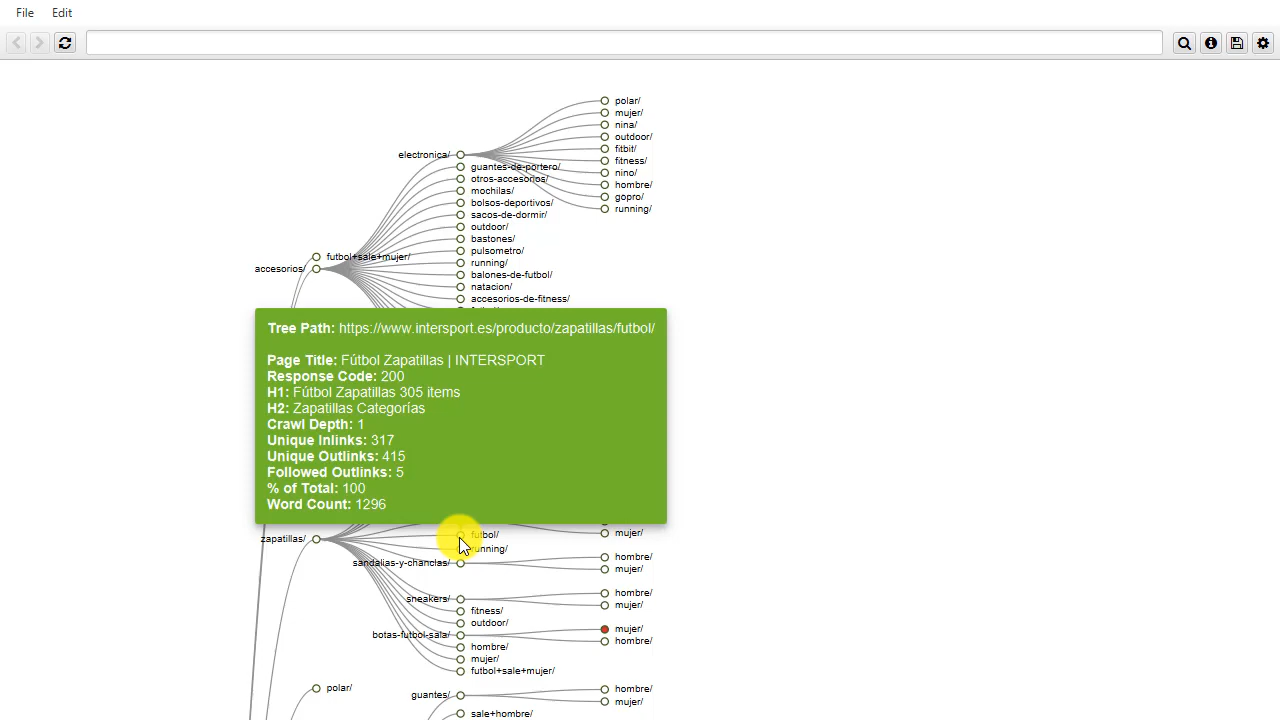 File Edit
polar/
mujer/
nina/
outdoor/
fitbit/
electronica/
fitness/
guantes-de-portero/
nino/
otros-accesorios/
hombre/
mochilas/
gopro/
bolsos-deportivos/
running/
sacos-de-dormir/
outdoor/
bastones/
pulsometro/
futbol+sale+mujer/
running/
accesorios/
balones-de-futbol/
natacion/
accesorios-de-fitness/
Tree Path: https://www.intersport.es/producto/zapatillas/futbol/
Page Title: Fútbol Zapatillas | INTERSPORT
Response Code: 200
H1: Fútbol Zapatillas 305 items
H2: Zapatillas Categorías
Crawl Depth: 1
Unique Inlinks: 317
Unique Outlinks: 415
Followed Outlinks: 5
% of Total: 100
Word Count: 1296
mujer/
futbol/
zapatillas/
running/
hombre/
sandalias-y-chanclas/
mujer/
hombre/
sneakers/
mujer/
fitness/
outdoor/
mujer/
botas-futbol-sala/
hombre/
hombre/
mujer/
futbol+sale+mujer/
polar/
hombre/
guantes/
mujer/
sale+hombre/